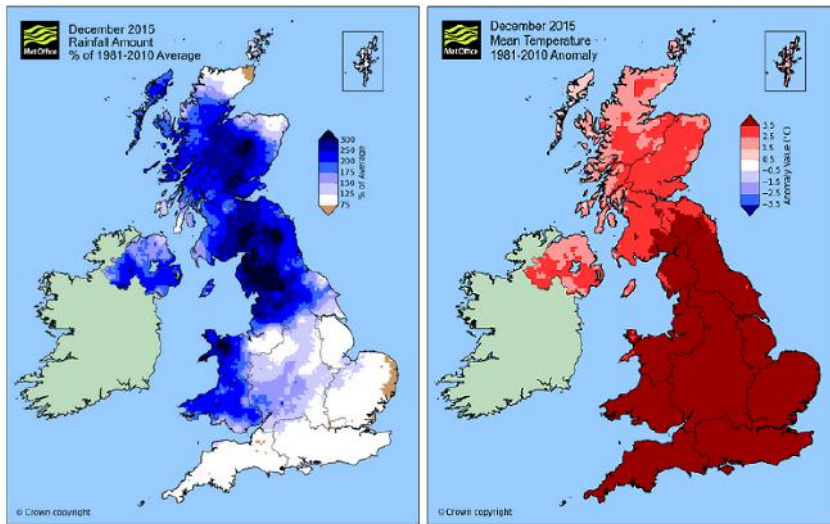 Met Office
December 2015
Rainfall Amount
% of 1981-2010 Average
300
250
200
175
150
125
75
% of Average
© Crown copyright
Met Office
December 2015
Mean Temperature
1981-2010 Anomaly
3.5
2.5
1.5
0.5
−0.5
−1.5
−2.5
−3.5
Anomaly Value (°C)
© Crown copyright